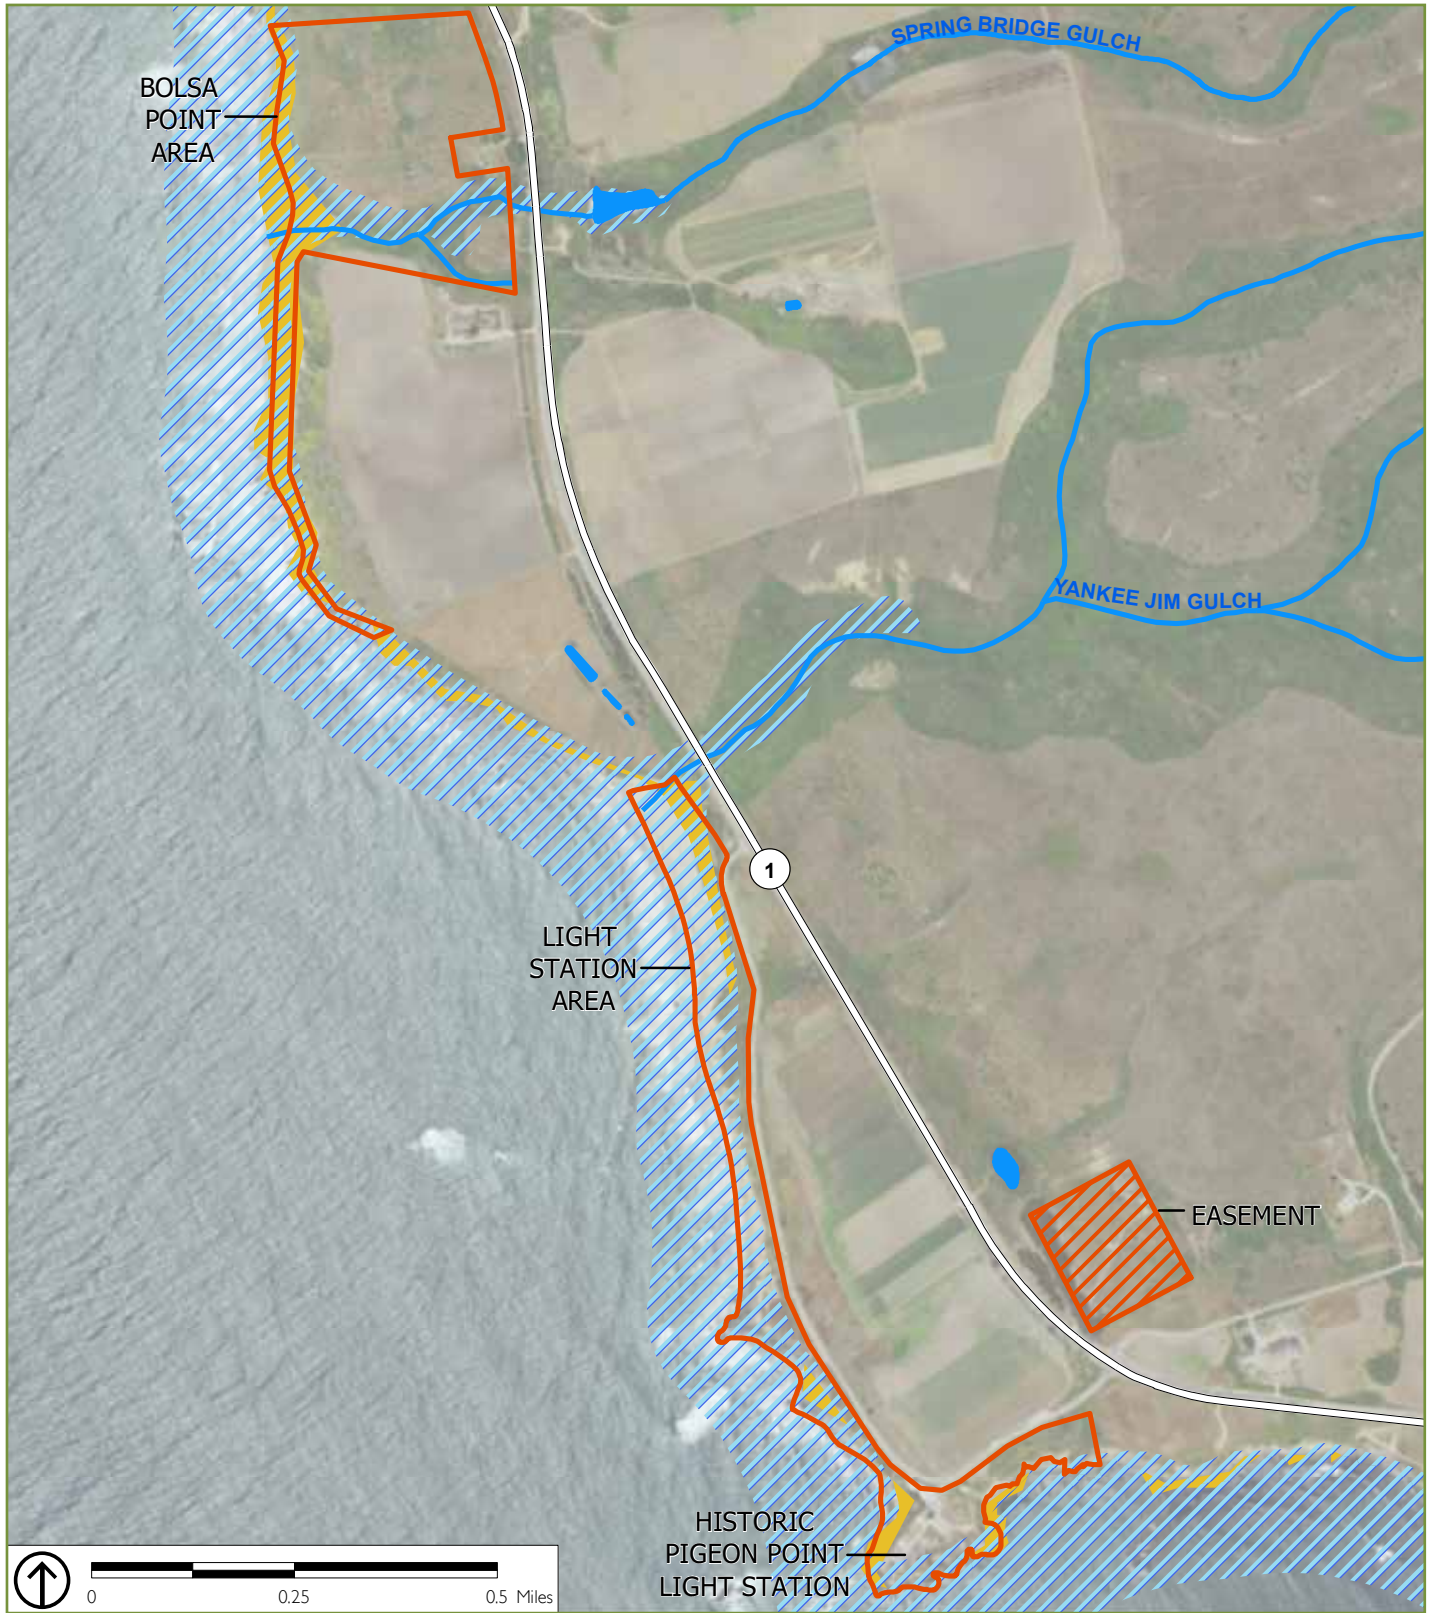 SPRING BRIDGE GULCH
BOLSA
POINT
AREA
YANKEE JIM GULCH
1
LIGHT
STATION
AREA
EASEMENT
HISTORIC
PIGEON POINT
LIGHT STATION
0 0.25 0.5 Miles